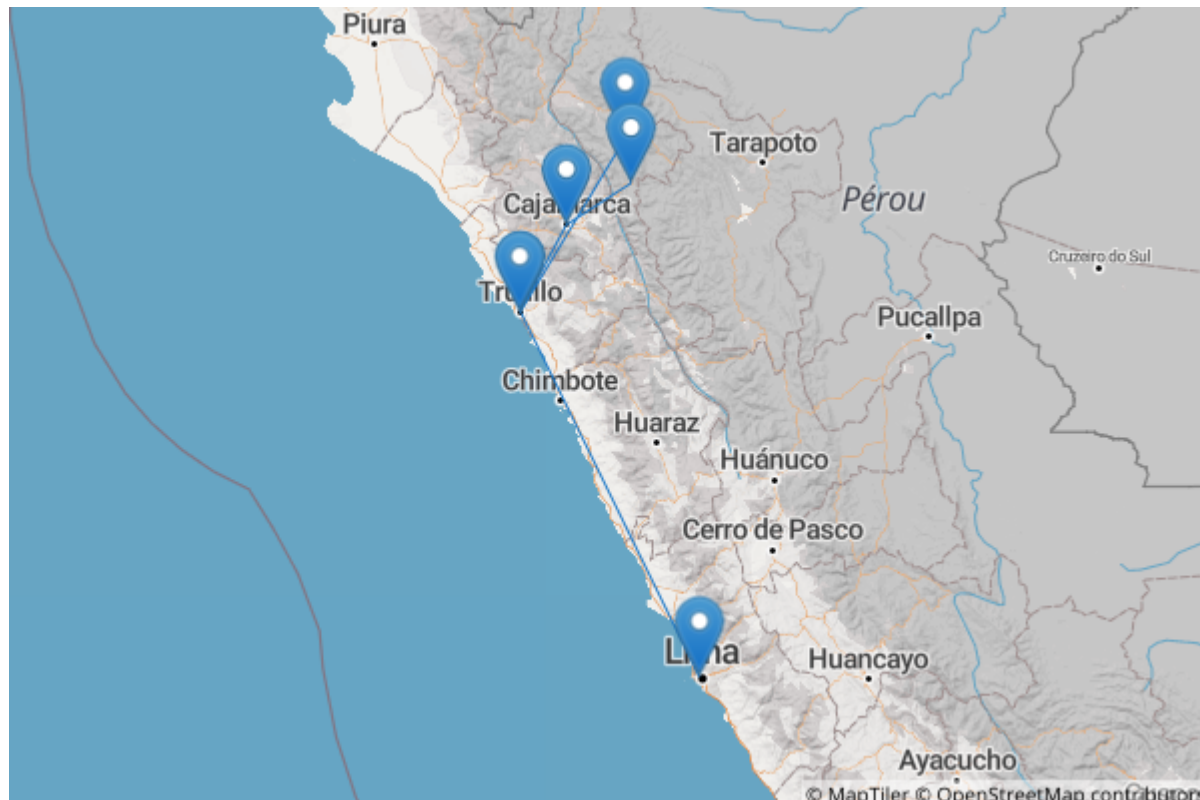 Piura
Tarapoto
Pérou
Cajamarca
Cruzeiro do Sul
Trujillo
Pucallpa
Chimbote
Huaraz
Huánuco
Cerro de Pasco
Lima
Huancayo
Ayacucho
© MapTiler © OpenStreetMap contributors